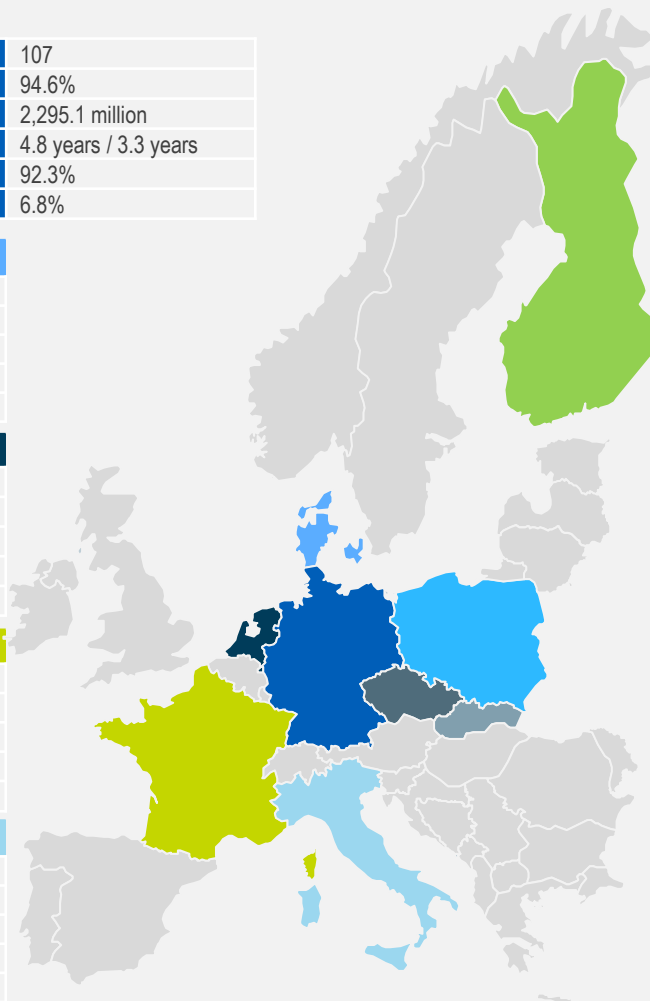 107
94.6%
2,295.1 million
4.8 years / 3.3 years
92.3%
6.8%